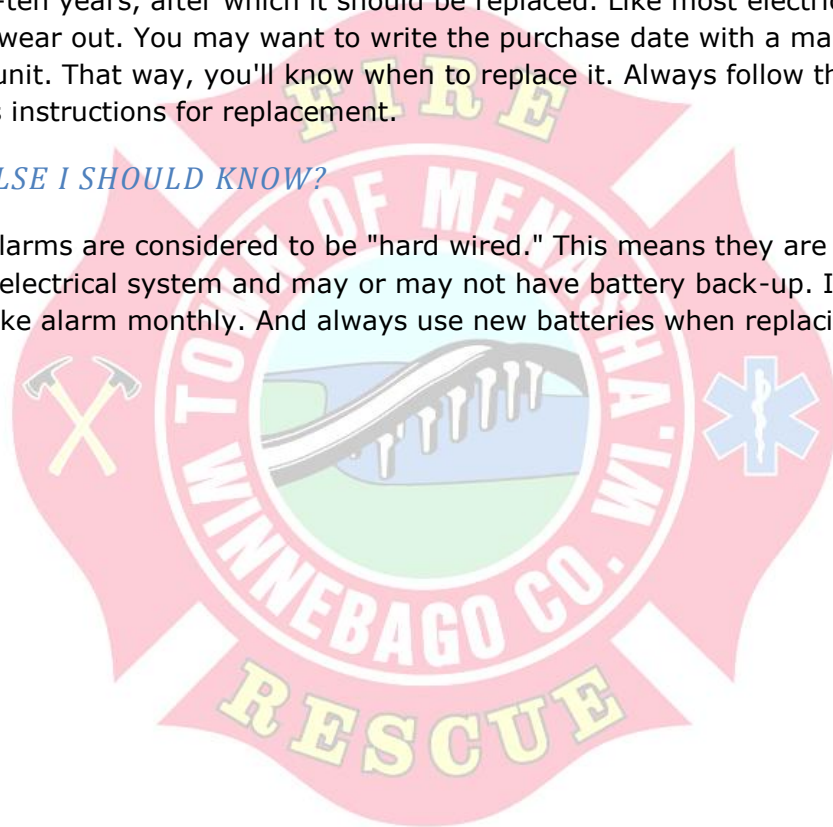 ten years, after which it should be replaced. Like most electric
wear out. You may want to write the purchase date with a ma
unit. That way, you'll know when to replace it. Always follow th
s instructions for replacement.
LSE I SHOULD KNOW?
larms are considered to be "hard wired." This means they are
electrical system and may or may not have battery back-up. I
ke alarm monthly. And always use new batteries when replaci
FIRE
TOWN OF MENASHA, WI
WINNEBAGO CO.
RESCUE